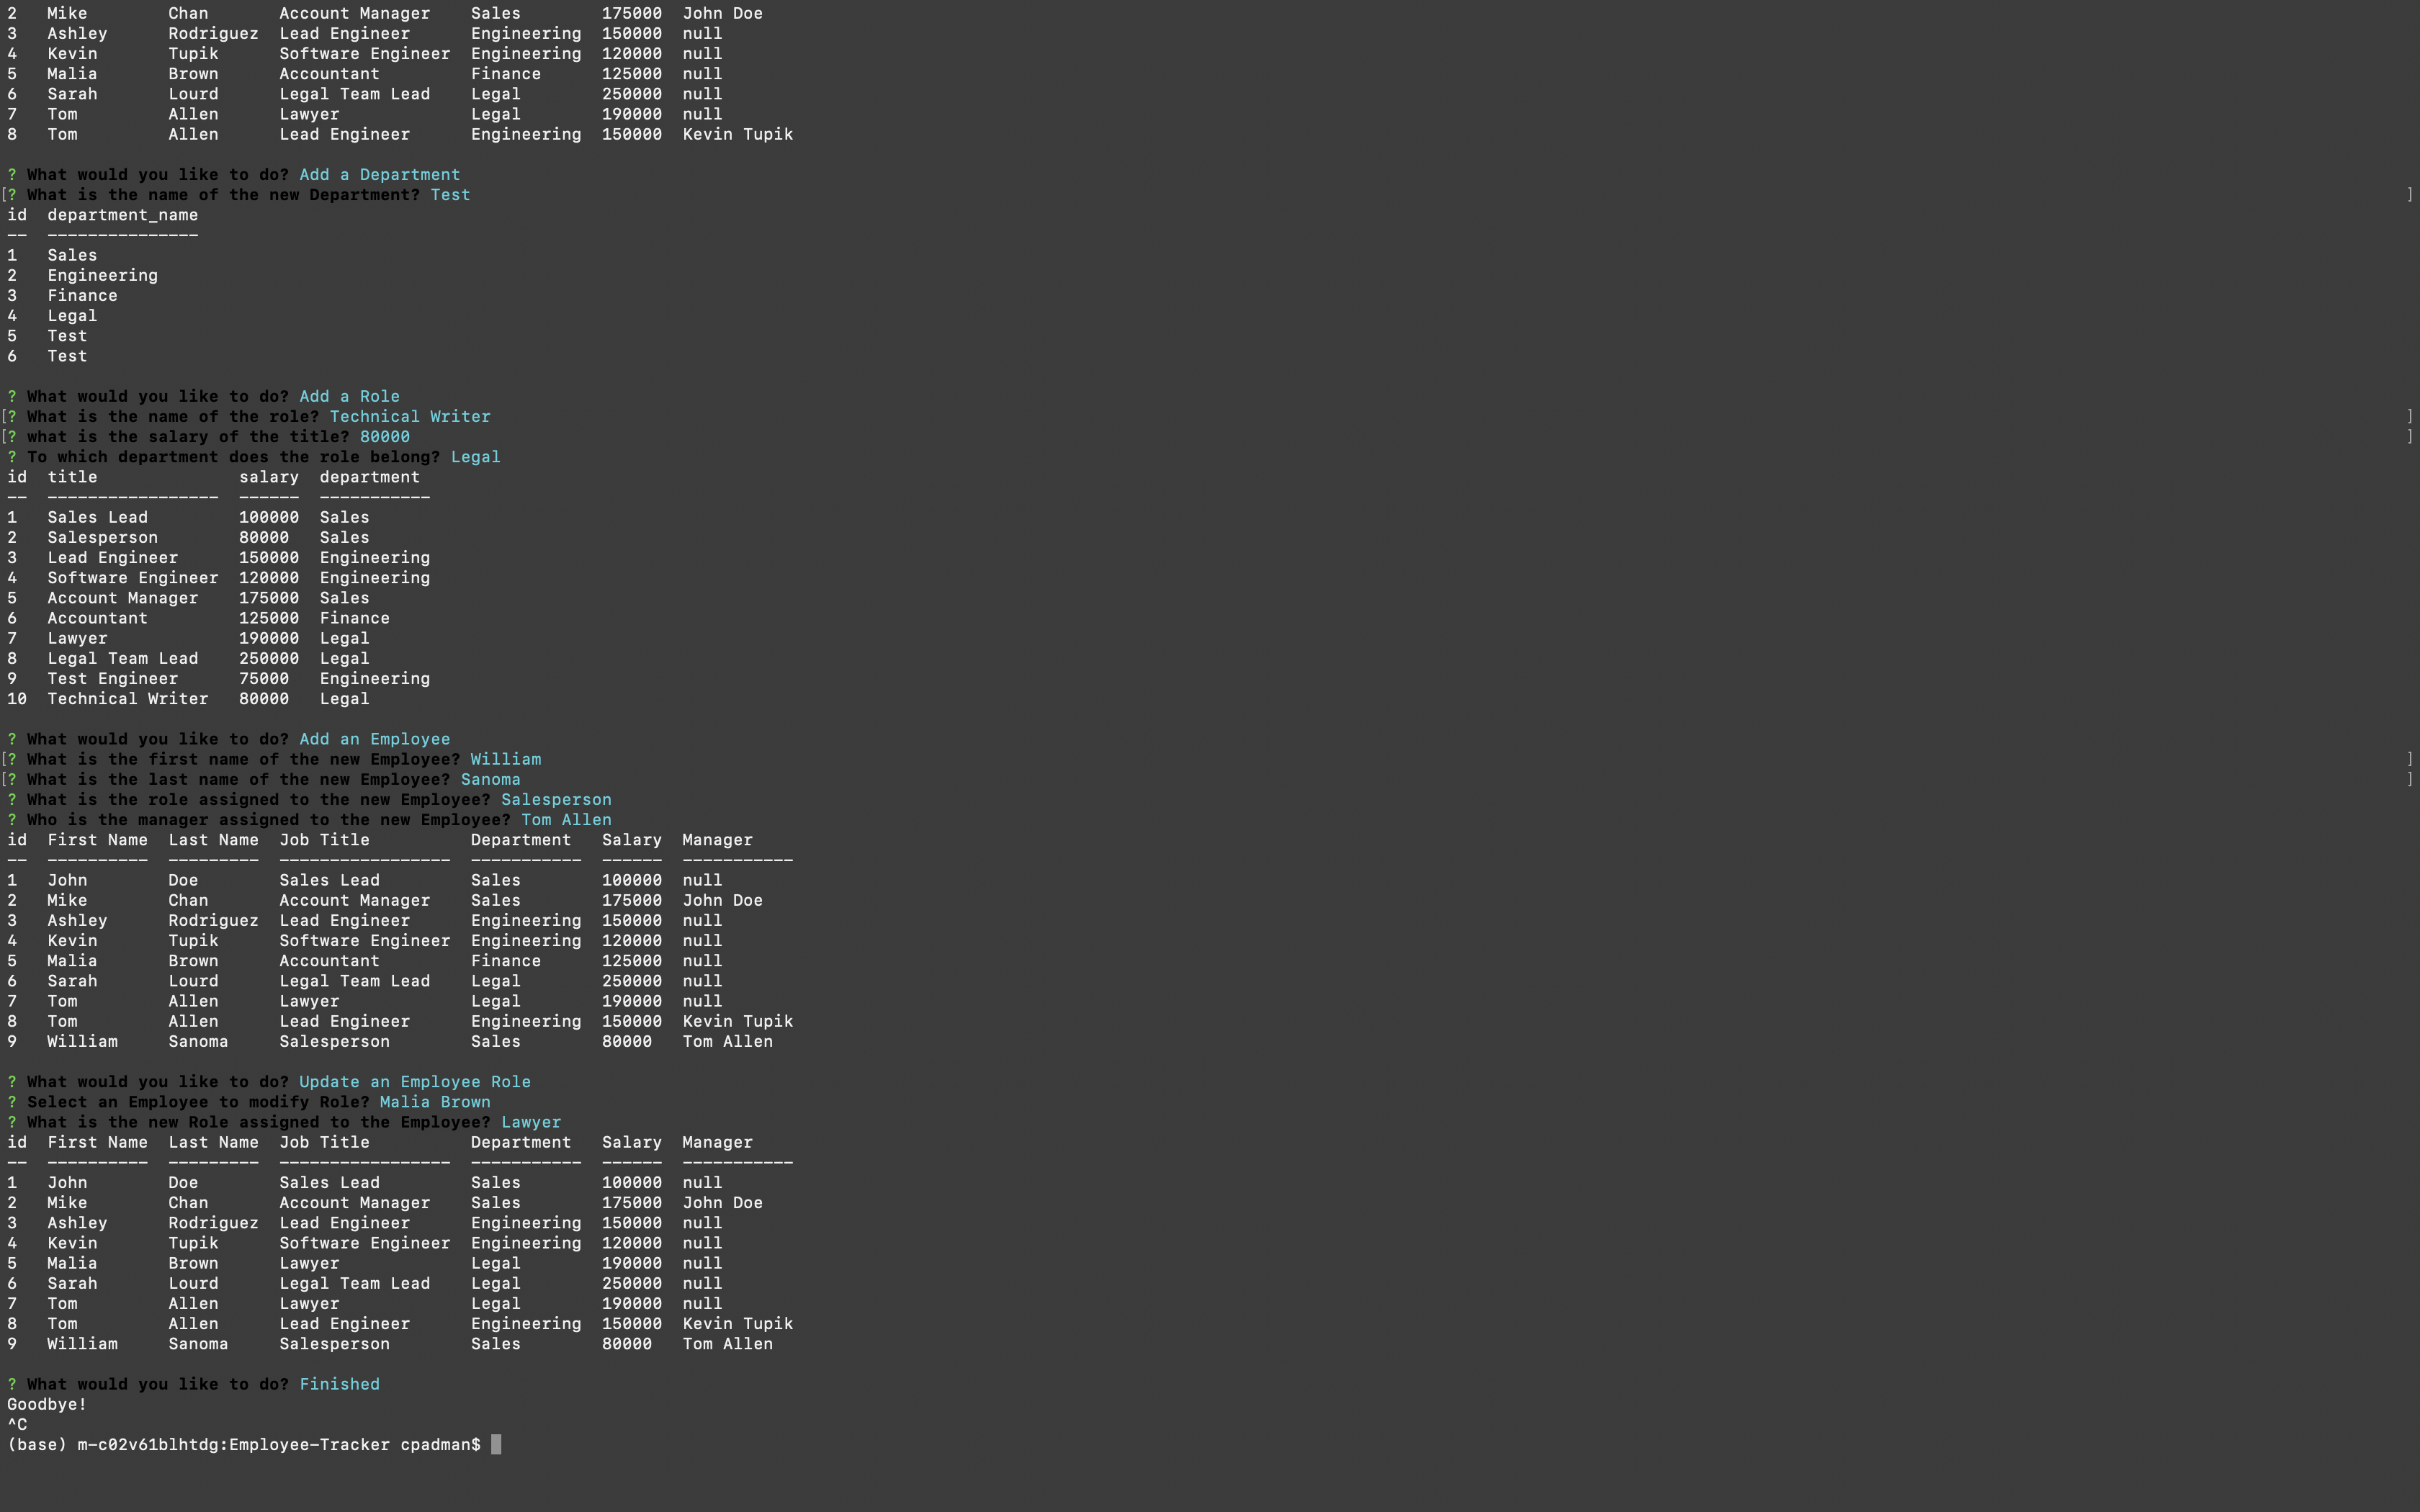 2   Mike        Chan       Account Manager    Sales        175000  John Doe
3   Ashley      Rodriguez  Lead Engineer      Engineering  150000  null
4   Kevin       Tupik      Software Engineer  Engineering  120000  null
5   Malia       Brown      Accountant         Finance      125000  null
6   Sarah       Lourd      Legal Team Lead    Legal        250000  null
7   Tom         Allen      Lawyer             Legal        190000  null
8   Tom         Allen      Lead Engineer      Engineering  150000  Kevin Tupik
? What would you like to do? Add a Department
[? What is the name of the new Department? Test ]
id  department_name
--  ---------------
1   Sales
2   Engineering
3   Finance
4   Legal
5   Test
6   Test
? What would you like to do? Add a Role
[? What is the name of the role? Technical Writer ]
[? what is the salary of the title? 80000 ]
? To which department does the role belong? Legal
id  title              salary  department
--  -----------------  ------  -----------
1   Sales Lead         100000  Sales
2   Salesperson        80000   Sales
3   Lead Engineer      150000  Engineering
4   Software Engineer  120000  Engineering
5   Account Manager    175000  Sales
6   Accountant         125000  Finance
7   Lawyer             190000  Legal
8   Legal Team Lead    250000  Legal
9   Test Engineer      75000   Engineering
10  Technical Writer   80000   Legal
? What would you like to do? Add an Employee
[? What is the first name of the new Employee? William ]
[? What is the last name of the new Employee? Sanoma ]
? What is the role assigned to the new Employee? Salesperson
? Who is the manager assigned to the new Employee? Tom Allen
id  First Name  Last Name  Job Title          Department   Salary  Manager
--  ----------  ---------  -----------------  -----------  ------  -----------
1   John        Doe        Sales Lead         Sales        100000  null
2   Mike        Chan       Account Manager    Sales        175000  John Doe
3   Ashley      Rodriguez  Lead Engineer      Engineering  150000  null
4   Kevin       Tupik      Software Engineer  Engineering  120000  null
5   Malia       Brown      Accountant         Finance      125000  null
6   Sarah       Lourd      Legal Team Lead    Legal        250000  null
7   Tom         Allen      Lawyer             Legal        190000  null
8   Tom         Allen      Lead Engineer      Engineering  150000  Kevin Tupik
9   William     Sanoma     Salesperson        Sales        80000   Tom Allen
? What would you like to do? Update an Employee Role
? Select an Employee to modify Role? Malia Brown
? What is the new Role assigned to the Employee? Lawyer
id  First Name  Last Name  Job Title          Department   Salary  Manager
--  ----------  ---------  -----------------  -----------  ------  -----------
1   John        Doe        Sales Lead         Sales        100000  null
2   Mike        Chan       Account Manager    Sales        175000  John Doe
3   Ashley      Rodriguez  Lead Engineer      Engineering  150000  null
4   Kevin       Tupik      Software Engineer  Engineering  120000  null
5   Malia       Brown      Lawyer             Legal        190000  null
6   Sarah       Lourd      Legal Team Lead    Legal        250000  null
7   Tom         Allen      Lawyer             Legal        190000  null
8   Tom         Allen      Lead Engineer      Engineering  150000  Kevin Tupik
9   William     Sanoma     Salesperson        Sales        80000   Tom Allen
? What would you like to do? Finished
Goodbye!
^C
(base) m-c02v61blhtdg:Employee-Tracker cpadman$